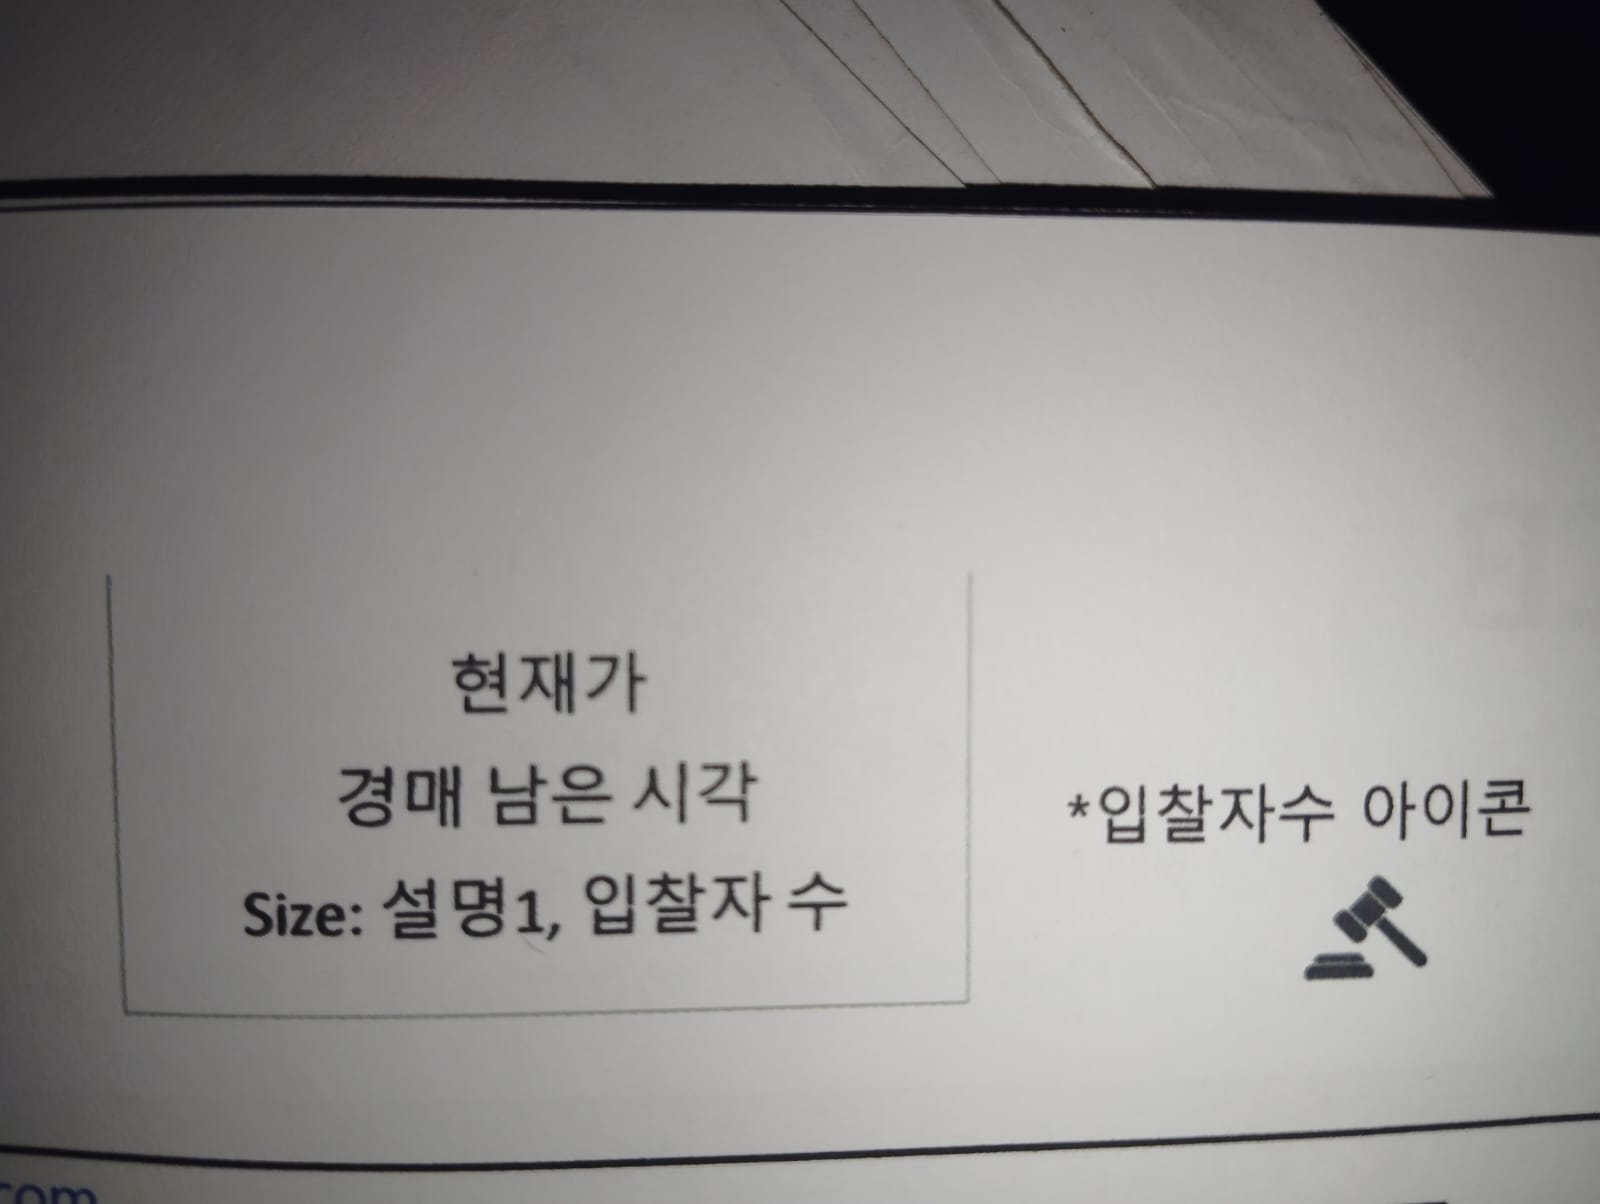 현재가
경매 남은 시각
Size: 설명1, 입찰자 수
*입찰자수 아이콘
.com